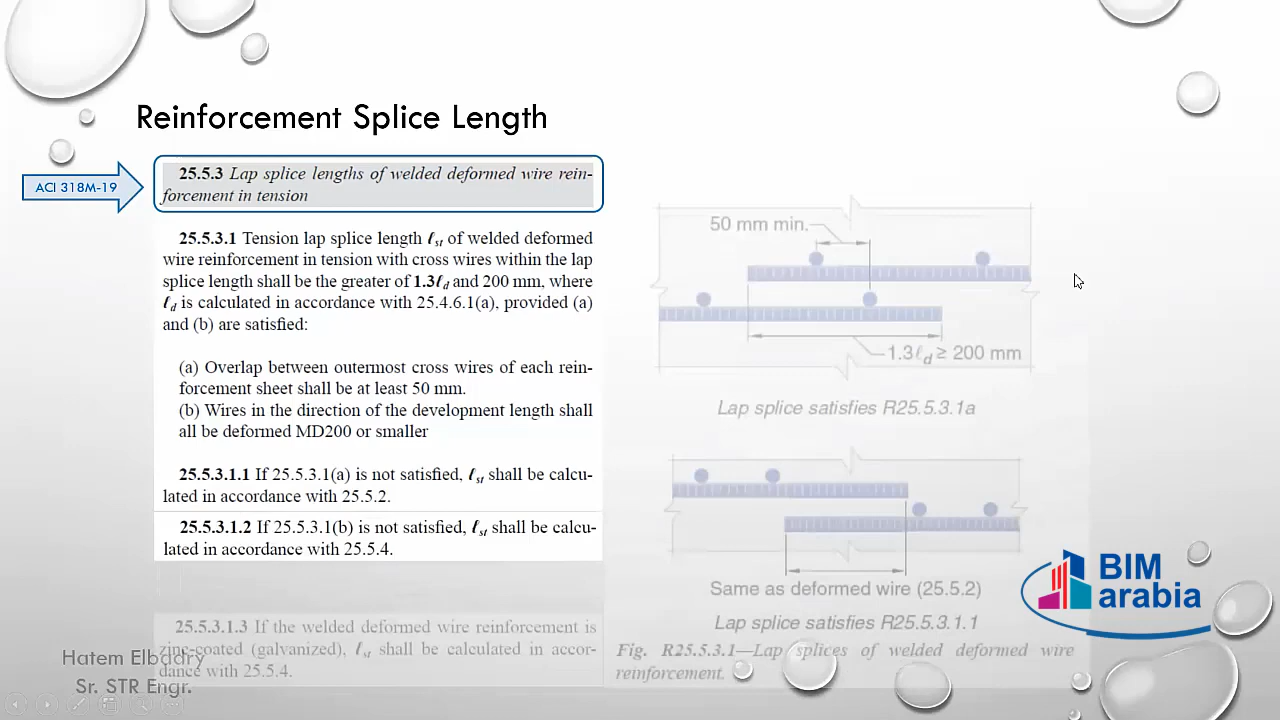 Reinforcement Splice Length
ACI 318M-19
25.5.3 Lap splice lengths of welded deformed wire rein-
forcement in tension
25.5.3.1 Tension lap splice length ℓst of welded deformed
wire reinforcement in tension with cross wires within the lap
splice length shall be the greater of 1.3ℓd and 200 mm, where
ℓd is calculated in accordance with 25.4.6.1(a), provided (a)
and (b) are satisfied:
(a) Overlap between outermost cross wires of each rein-
forcement sheet shall be at least 50 mm.
(b) Wires in the direction of the development length shall
all be deformed MD200 or smaller
25.5.3.1.1 If 25.5.3.1(a) is not satisfied, ℓst shall be calcu-
lated in accordance with 25.5.2.
25.5.3.1.2 If 25.5.3.1(b) is not satisfied, ℓst shall be calcu-
lated in accordance with 25.5.4.
25.5.3.1.3 If the welded deformed wire reinforcement is
zinc-coated (galvanized), ℓst shall be calculated in accor-
dance with 25.5.4.
50 mm min.
1.3ℓd ≥ 200 mm
Lap splice satisfies R25.5.3.1a
Same as deformed wire (25.5.2)
Lap splice satisfies R25.5.3.1.1
Fig. R25.5.3.1—Lap splices of welded deformed wire
reinforcement.
BIM
arabia
Hatem Elbadry
Sr. STR Engr.